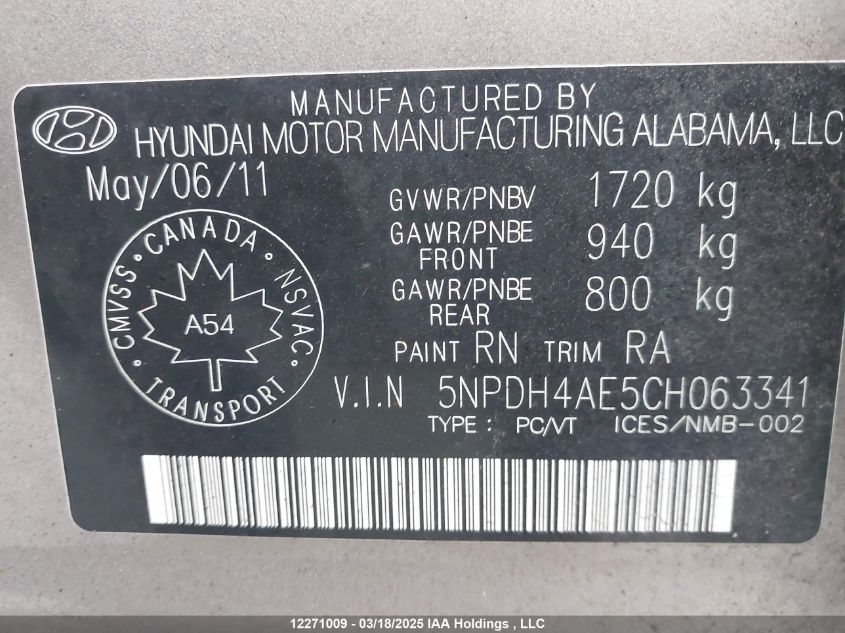 MANUFACTURED BY
HYUNDAI MOTOR MANUFACTURING ALABAMA, LLC
May/06/11
GVWR/PNBV 1720 kg
GAWR/PNBE FRONT 940 kg
GAWR/PNBE REAR 800 kg
PAINT RN TRIM RA
V.I.N 5NPDH4AE5CH063341
TYPE : PC/VT ICES/NMB-002
CMVSS · CANADA · NSVAC
A54
TRANSPORT
12271009 - 03/18/2025 IAA Holdings , LLC